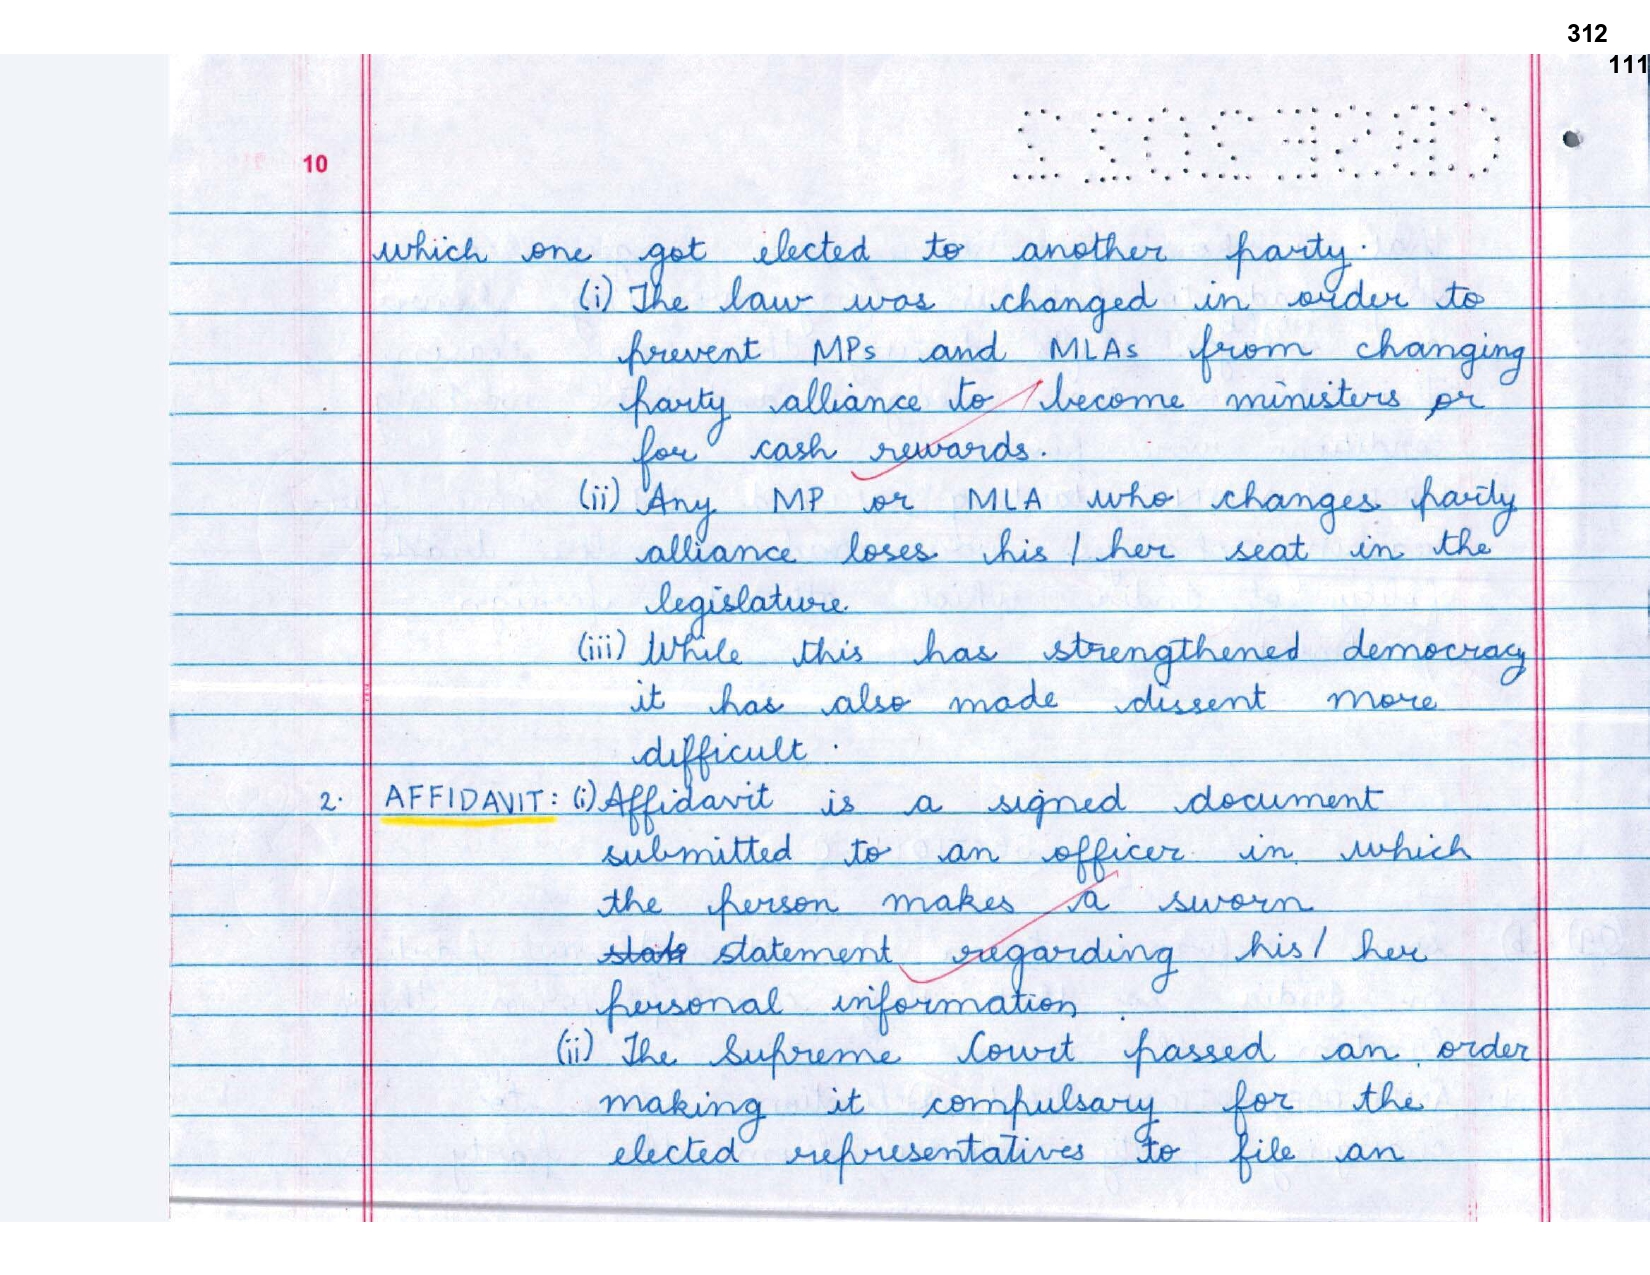 312
111
CBSE2022
10
which one got elected to another party.
(i) The law was changed in order to
prevent MPs and MLAs from changing
party alliance to become ministers or
for cash rewards.
(ii) Any MP or MLA who changes party
alliance loses his / her seat in the
legislature.
(iii) While this has strengthened democracy
it has also made dissent more
difficult.
2. AFFIDAVIT: (i) Affidavit is a signed document
submitted to an officer in which
the person makes a sworn
statement regarding his / her
personal information.
(ii) The Supreme Court passed an order
making it compulsary for the
elected representatives to file an